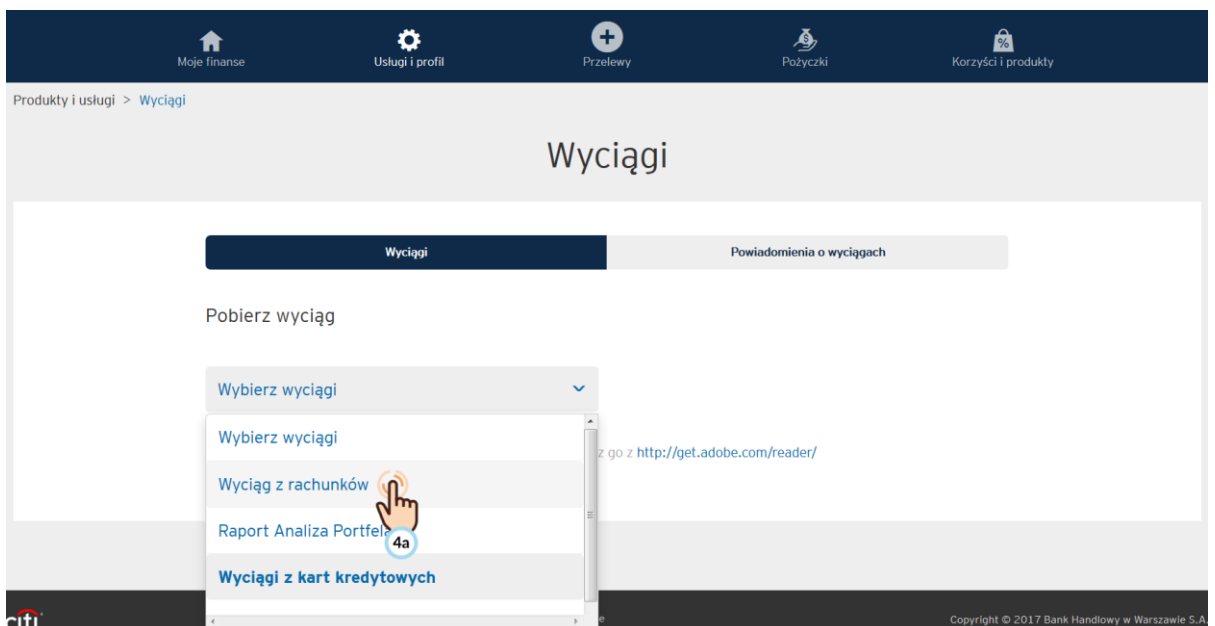 Moje finanse
Usługi i profil
Przelewy
Pożyczki
Korzyści i produkty
Produkty i usługi > Wyciągi
Wyciągi
Wyciągi
Powiadomienia o wyciągach
Pobierz wyciąg
Wybierz wyciągi
Wybierz wyciągi
z go z http://get.adobe.com/reader/
Wyciąg z rachunków
Raport Analiza Portfela
4a
Wyciągi z kart kredytowych
citi
Copyright © 2017 Bank Handlowy w Warszawie S.A.